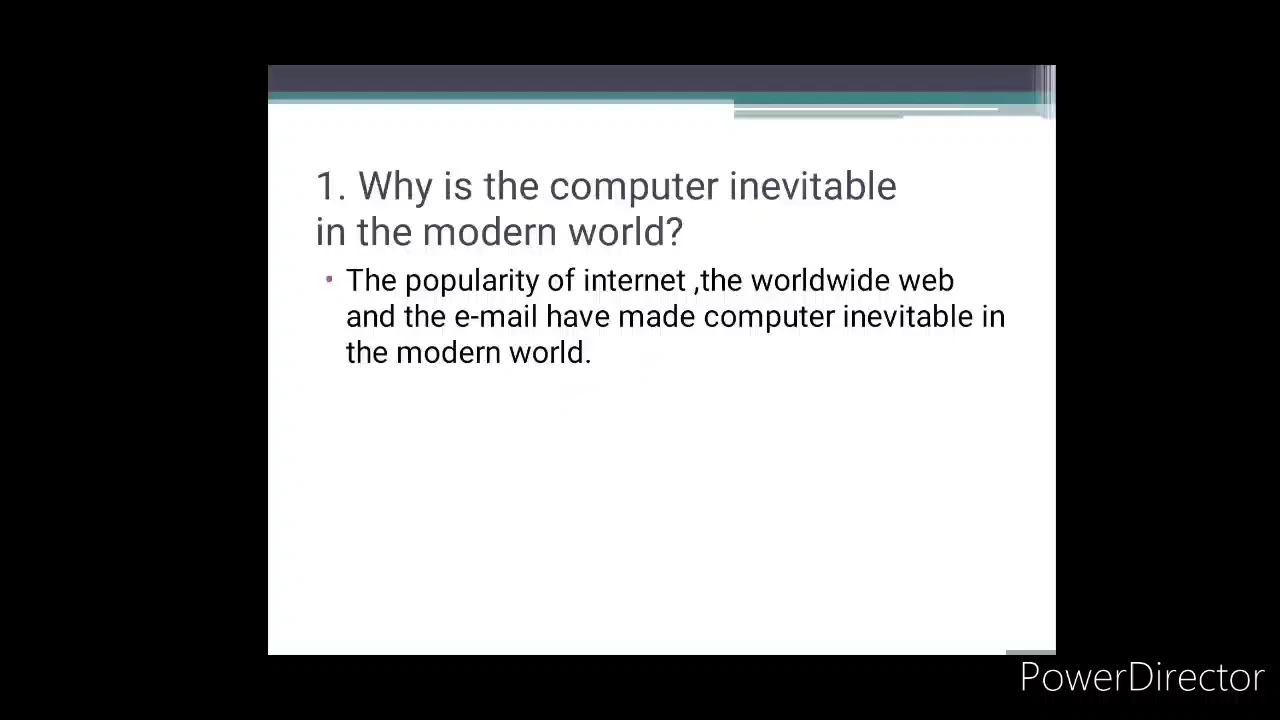 1. Why is the computer inevitable
in the modern world?
• The popularity of internet ,the worldwide web
and the e-mail have made computer inevitable in
the modern world.
PowerDirector